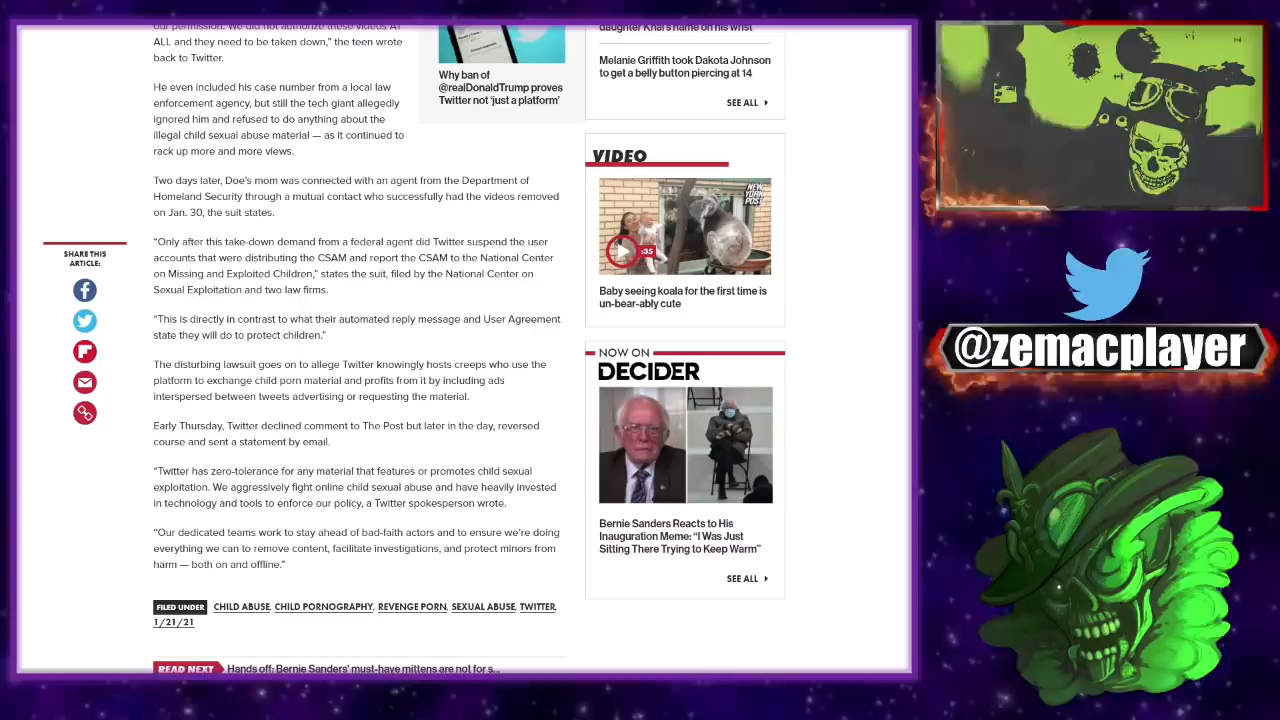 our permission. We did not authorize these videos AT
ALL and they need to be taken down,” the teen wrote
back to Twitter.
He even included his case number from a local law
enforcement agency, but still the tech giant allegedly
ignored him and refused to do anything about the
illegal child sexual abuse material — as it continued to
rack up more and more views.
Two days later, Doe’s mom was connected with an agent from the Department of
Homeland Security through a mutual contact who successfully had the videos removed
on Jan. 30, the suit states.
“Only after this take-down demand from a federal agent did Twitter suspend the user
accounts that were distributing the CSAM and report the CSAM to the National Center
on Missing and Exploited Children,” states the suit, filed by the National Center on
Sexual Exploitation and two law firms.
“This is directly in contrast to what their automated reply message and User Agreement
state they will do to protect children.”
The disturbing lawsuit goes on to allege Twitter knowingly hosts creeps who use the
platform to exchange child porn material and profits from it by including ads
interspersed between tweets advertising or requesting the material.
Early Thursday, Twitter declined comment to The Post but later in the day, reversed
course and sent a statement by email.
“Twitter has zero-tolerance for any material that features or promotes child sexual
exploitation. We aggressively fight online child sexual abuse and have heavily invested
in technology and tools to enforce our policy, a Twitter spokesperson wrote.
“Our dedicated teams work to stay ahead of bad-faith actors and to ensure we’re doing
everything we can to remove content, facilitate investigations, and protect minors from
harm — both on and offline.”
FILED UNDER CHILD ABUSE, CHILD PORNOGRAPHY, REVENGE PORN, SEXUAL ABUSE, TWITTER,
1/21/21
READ NEXT Hands off: Bernie Sanders’ must-have mittens are not for s...
SHARE THIS
ARTICLE:
Why ban of
@realDonaldTrump proves
Twitter not ‘just a platform’
daughter Khai’s name on his wrist
Melanie Griffith took Dakota Johnson
to get a belly button piercing at 14
SEE ALL
VIDEO
NEW
YORK
POST
:35
Baby seeing koala for the first time is
un-bear-ably cute
NOW ON
DECIDER
Bernie Sanders Reacts to His
Inauguration Meme: “I Was Just
Sitting There Trying to Keep Warm”
SEE ALL
@zemacplayer